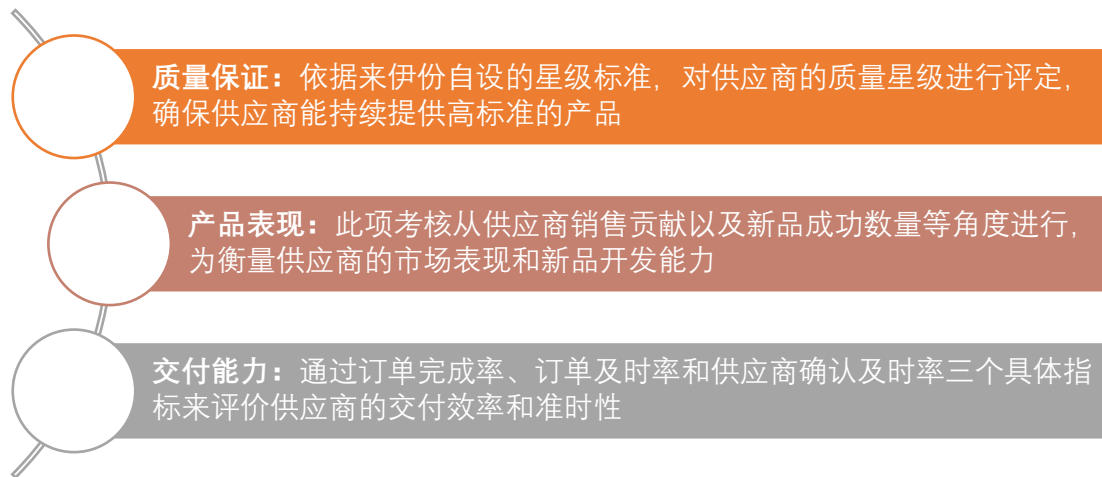 质量保证：依据来伊份自设的星级标准，对供应商的质量星级进行评定，
确保供应商能持续提供高标准的产品
产品表现：此项考核从供应商销售贡献以及新品成功数量等角度进行，
为衡量供应商的市场表现和新品开发能力
交付能力：通过订单完成率、订单及时率和供应商确认及时率三个具体指
标来评价供应商的交付效率和准时性